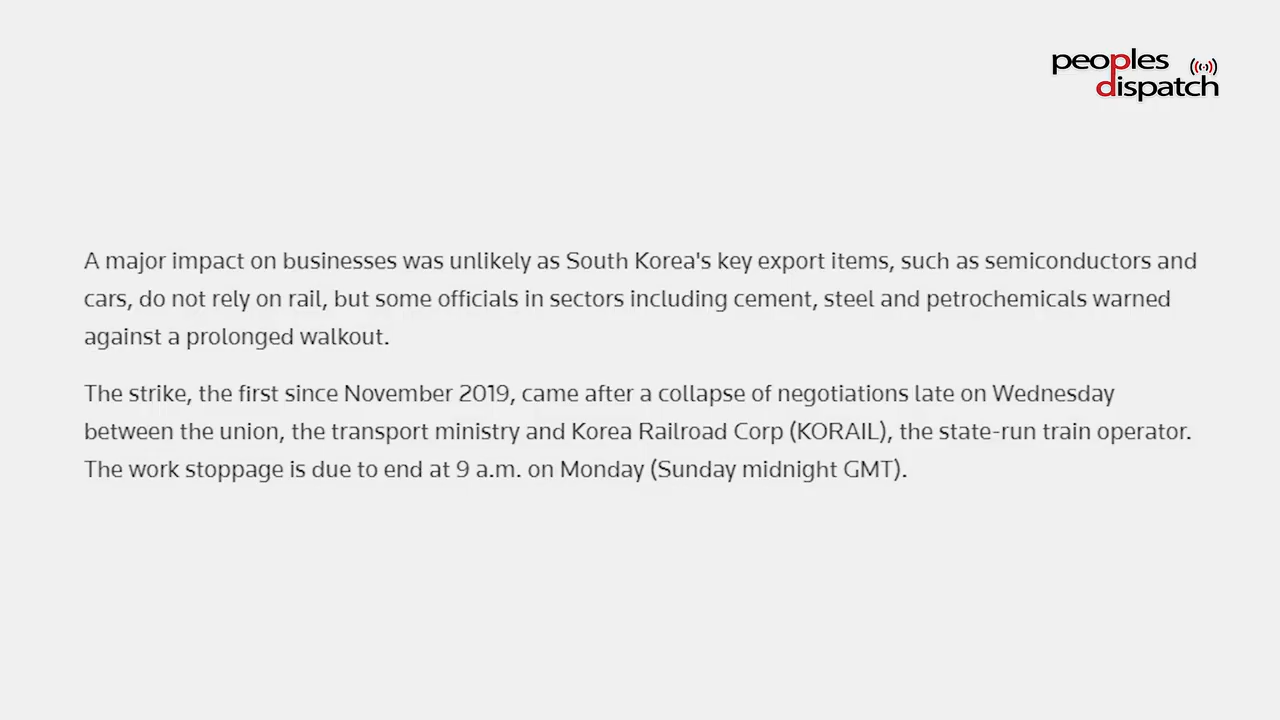 peoples
dispatch
A major impact on businesses was unlikely as South Korea's key export items, such as semiconductors and
cars, do not rely on rail, but some officials in sectors including cement, steel and petrochemicals warned
against a prolonged walkout.
The strike, the first since November 2019, came after a collapse of negotiations late on Wednesday
between the union, the transport ministry and Korea Railroad Corp (KORAIL), the state-run train operator.
The work stoppage is due to end at 9 a.m. on Monday (Sunday midnight GMT).